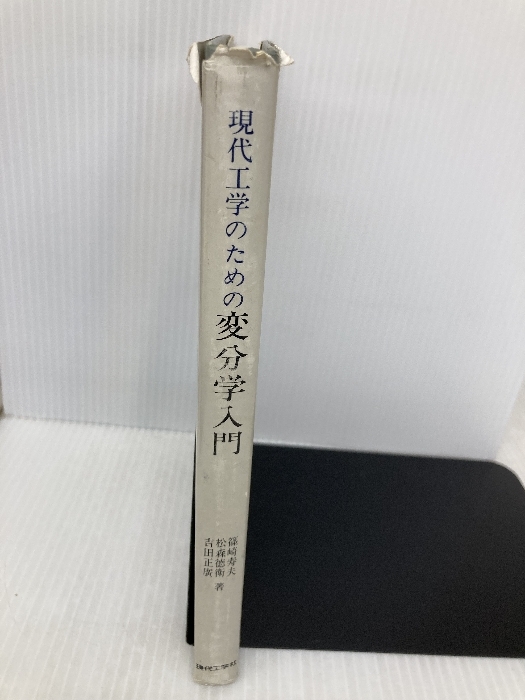 現代工学のための変分学入門
篠崎寿夫
松森徳衛 著
吉田正廣
現代工学社